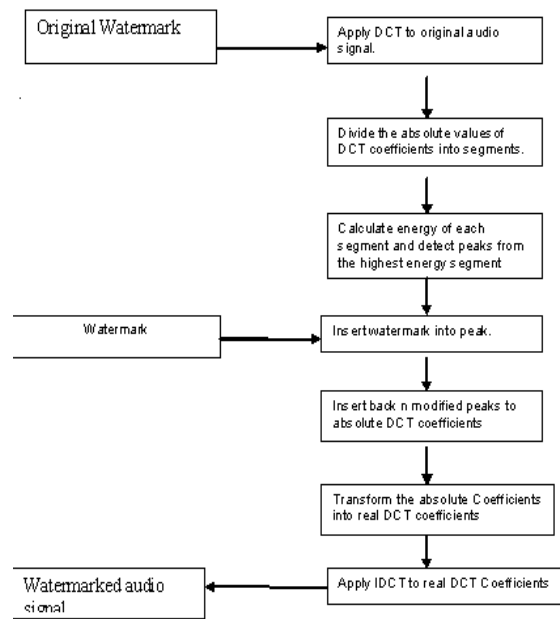 Original Watermark
Apply DCT to original audio
signal.
Divide the absolute values of
DCT coefficients into segments.
Calculate energy of each
segment and detect peaks from
the highest energy segment
Watermark
Insert watermark into peak.
Insert back n modified peaks to
absolute DCT coefficients
Transform the absolute Coefficients
into real DCT coefficients
Watermarked audio
signal
Apply IDCT to real DCT Coefficients